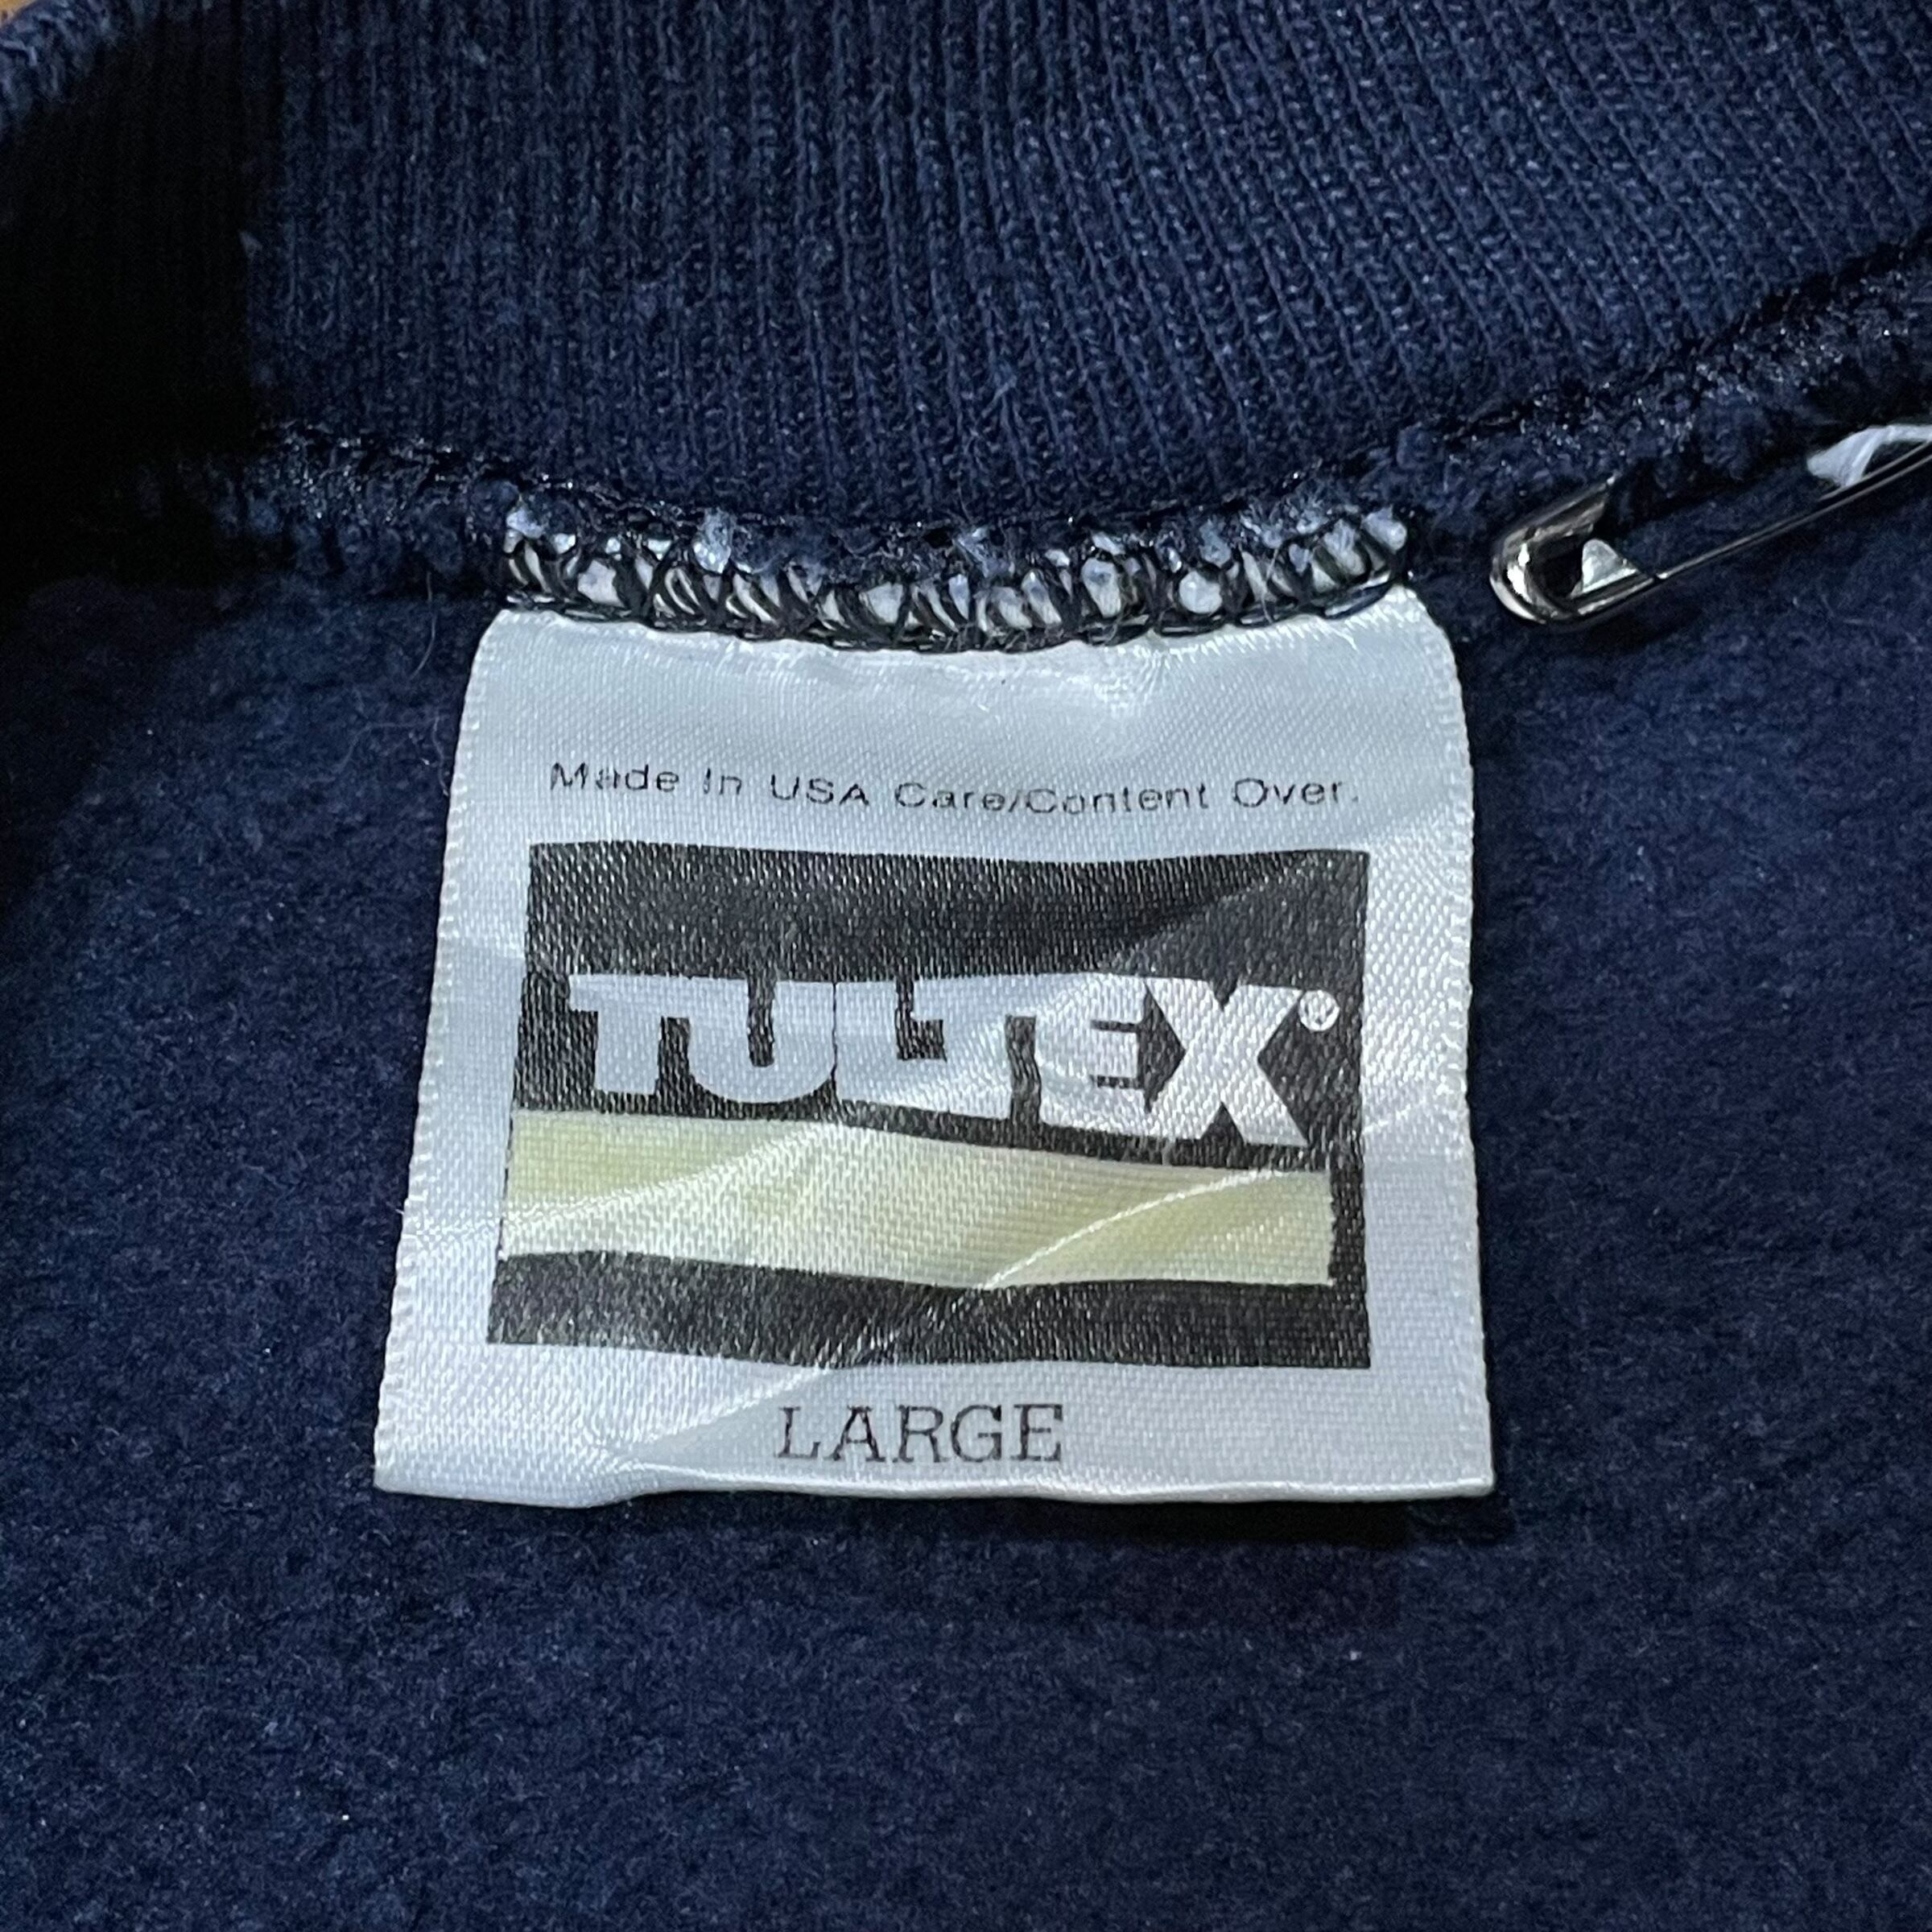 Made In USA Care/Content Over.
TULTEX®
LARGE